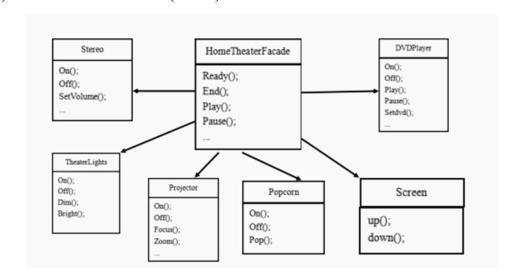 Stereo
On();
Off();
SetVolume();
...
HomeTheaterFacade
Ready();
End();
Play();
Pause();
...
DVDPlayer
On();
Off();
Play();
Pause();
Setdvd();
...
TheaterLights
On();
Off();
Dim();
Bright();
Projector
On();
Off();
Focus();
Zoom();
...
Popcorn
On();
Off();
Pop();
Screen
up();
down();